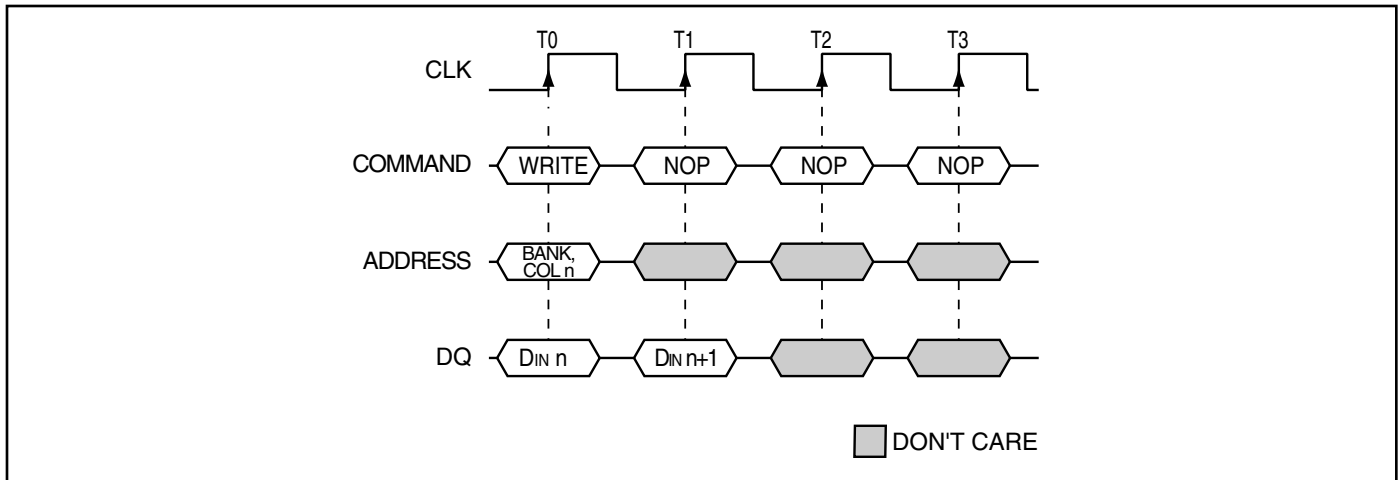 T0 T1 T2 T3
CLK
COMMAND WRITE NOP NOP NOP
ADDRESS BANK,
COL n
DQ DIN n DIN n+1
DON'T CARE